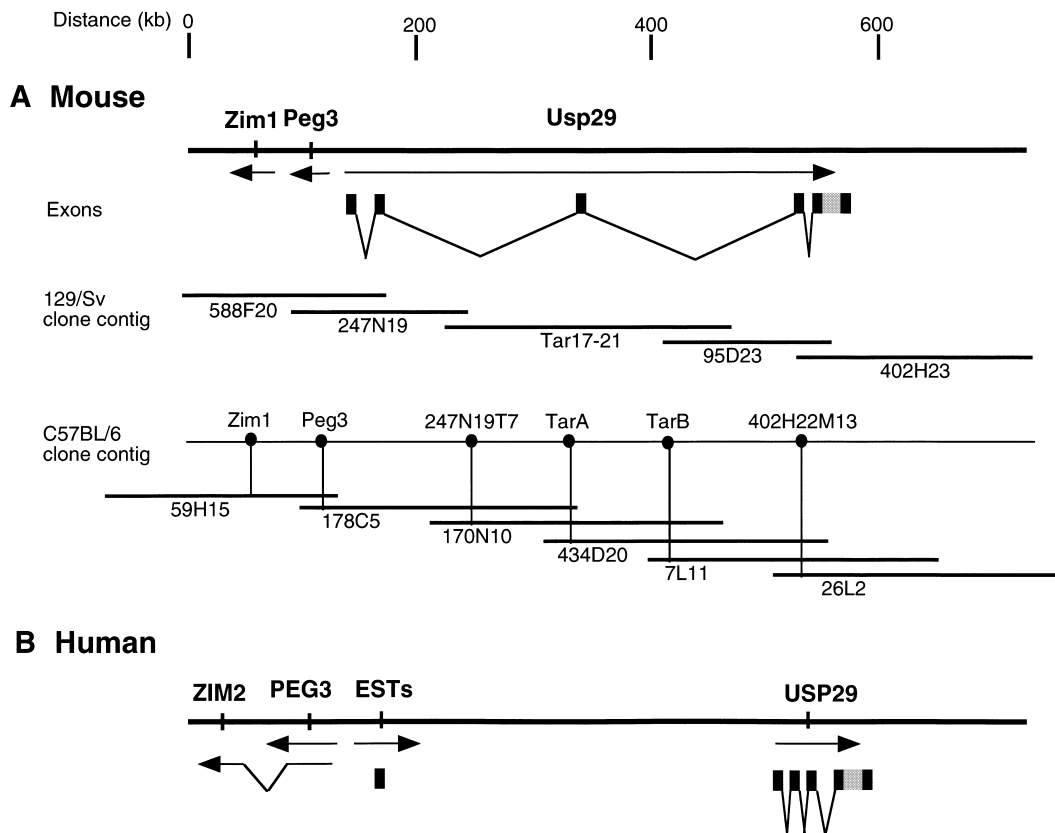 Distance (kb) 0 200 400 600
A Mouse
Zim1 Peg3 Usp29
Exons
129/Sv
clone contig
588F20
247N19
Tar17-21
95D23
402H23
C57BL/6
clone contig
Zim1 Peg3 247N19T7 TarA TarB 402H22M13
59H15
178C5
170N10
434D20
7L11
26L2
B Human
ZIM2 PEG3 ESTs USP29